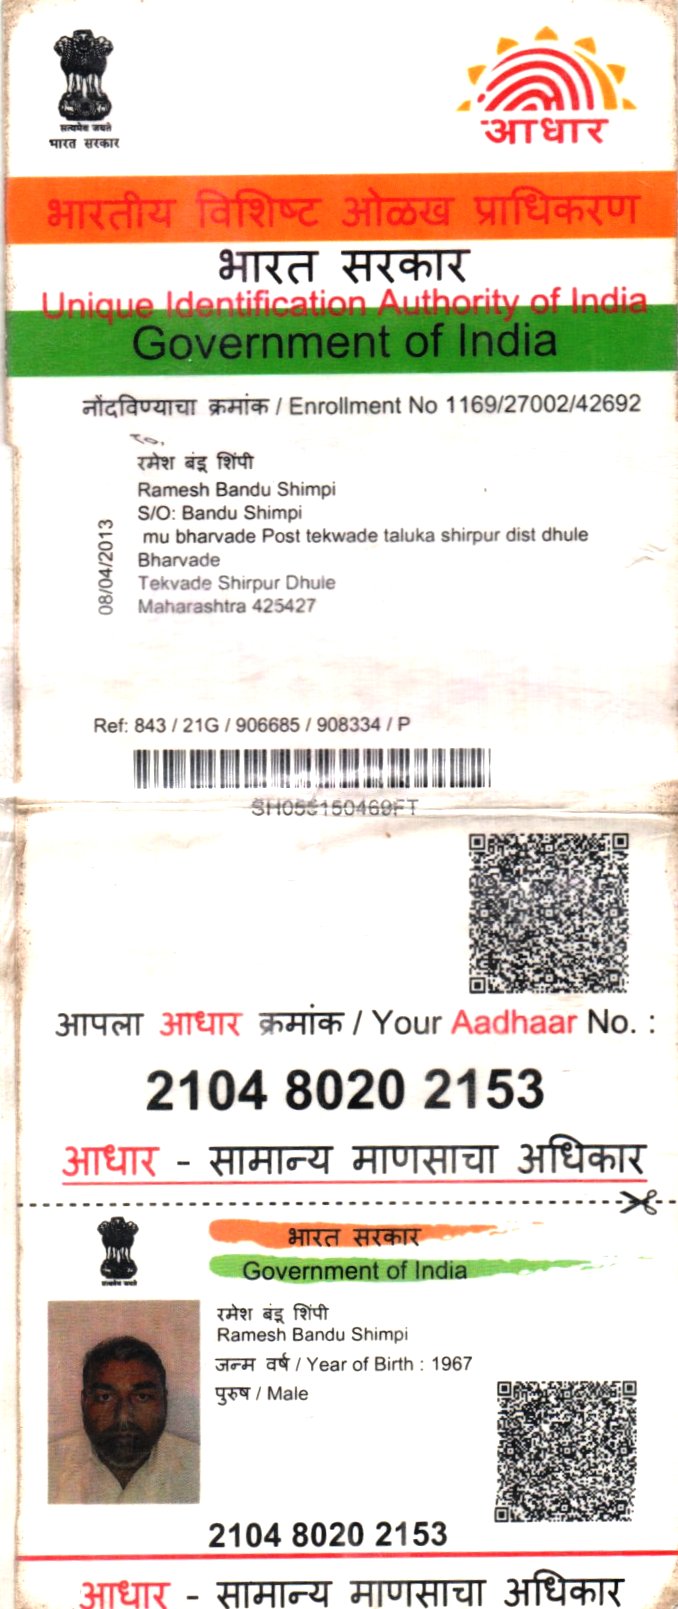 सत्यमेव जयते
भारत सरकार
आधार
भारतीय विशिष्ट ओळख प्राधिकरण
भारत सरकार
Unique Identification Authority of India
Government of India
नोंदविण्याचा क्रमांक / Enrollment No 1169/27002/42692
To,
रमेश बंडू शिंपी
Ramesh Bandu Shimpi
S/O: Bandu Shimpi
mu bharvade Post tekwade taluka shirpur dist dhule
Bharvade
Tekvade Shirpur Dhule
Maharashtra 425427
08/04/2013
Ref: 843 / 21G / 906685 / 908334 / P
आपला आधार क्रमांक / Your Aadhaar No. :
2104 8020 2153
आधार - सामान्य माणसाचा अधिकार
सत्यमेव जयते
भारत सरकार
Government of India
रमेश बंडू शिंपी
Ramesh Bandu Shimpi
जन्म वर्ष / Year of Birth : 1967
पुरुष / Male
2104 8020 2153
आधार - सामान्य माणसाचा अधिकार